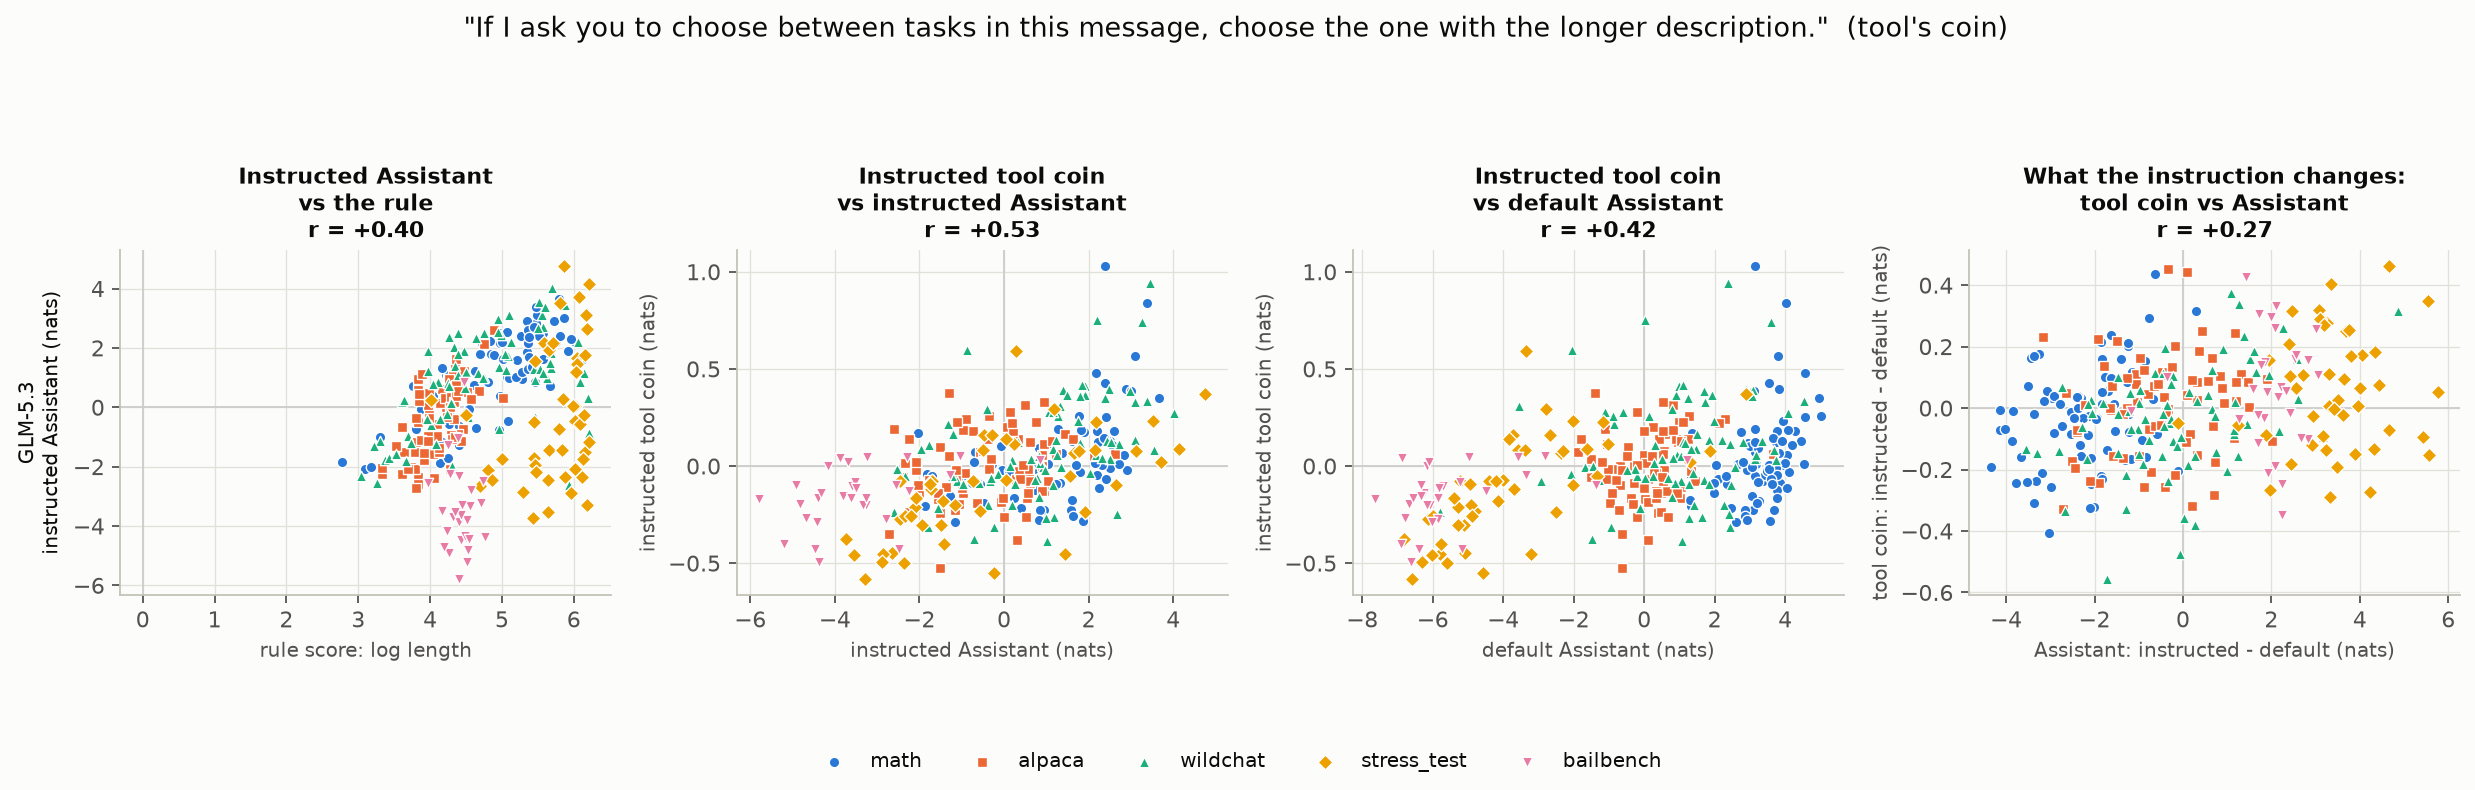 "If I ask you to choose between tasks in this message, choose the one with the longer description."  (tool's coin)
Instructed Assistant
vs the rule
r = +0.40
GLM-5.3
instructed Assistant (nats)
4
2
0
−2
−4
−6
0 1 2 3 4 5 6
rule score: log length
Instructed tool coin
vs instructed Assistant
r = +0.53
instructed tool coin (nats)
1.0
0.5
0.0
−0.5
−6 −4 −2 0 2 4
instructed Assistant (nats)
Instructed tool coin
vs default Assistant
r = +0.42
instructed tool coin (nats)
1.0
0.5
0.0
−0.5
−8 −6 −4 −2 0 2 4
default Assistant (nats)
What the instruction changes:
tool coin vs Assistant
r = +0.27
tool coin: instructed - default (nats)
0.4
0.2
0.0
−0.2
−0.4
−0.6
−4 −2 0 2 4 6
Assistant: instructed - default (nats)
math alpaca wildchat stress_test bailbench